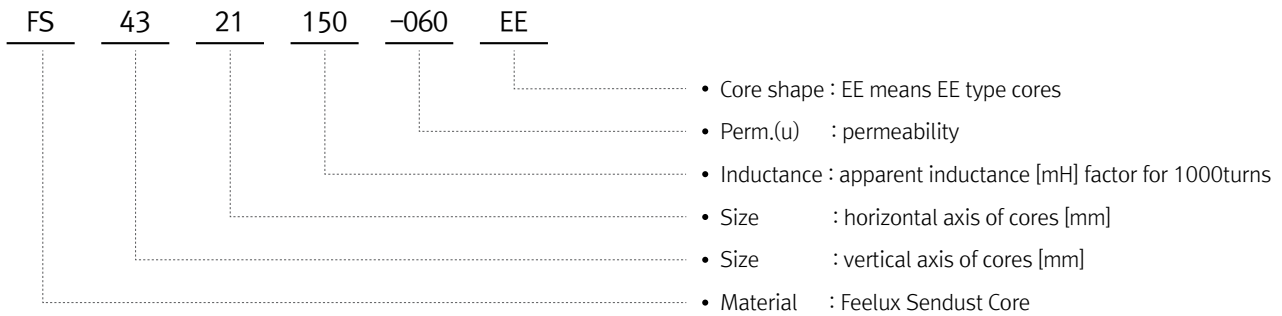 FS 43 21 150 -060 EE
• Core shape : EE means EE type cores
• Perm.(u) : permeability
• Inductance : apparent inductance [mH] factor for 1000turns
• Size : horizontal axis of cores [mm]
• Size : vertical axis of cores [mm]
• Material : Feelux Sendust Core